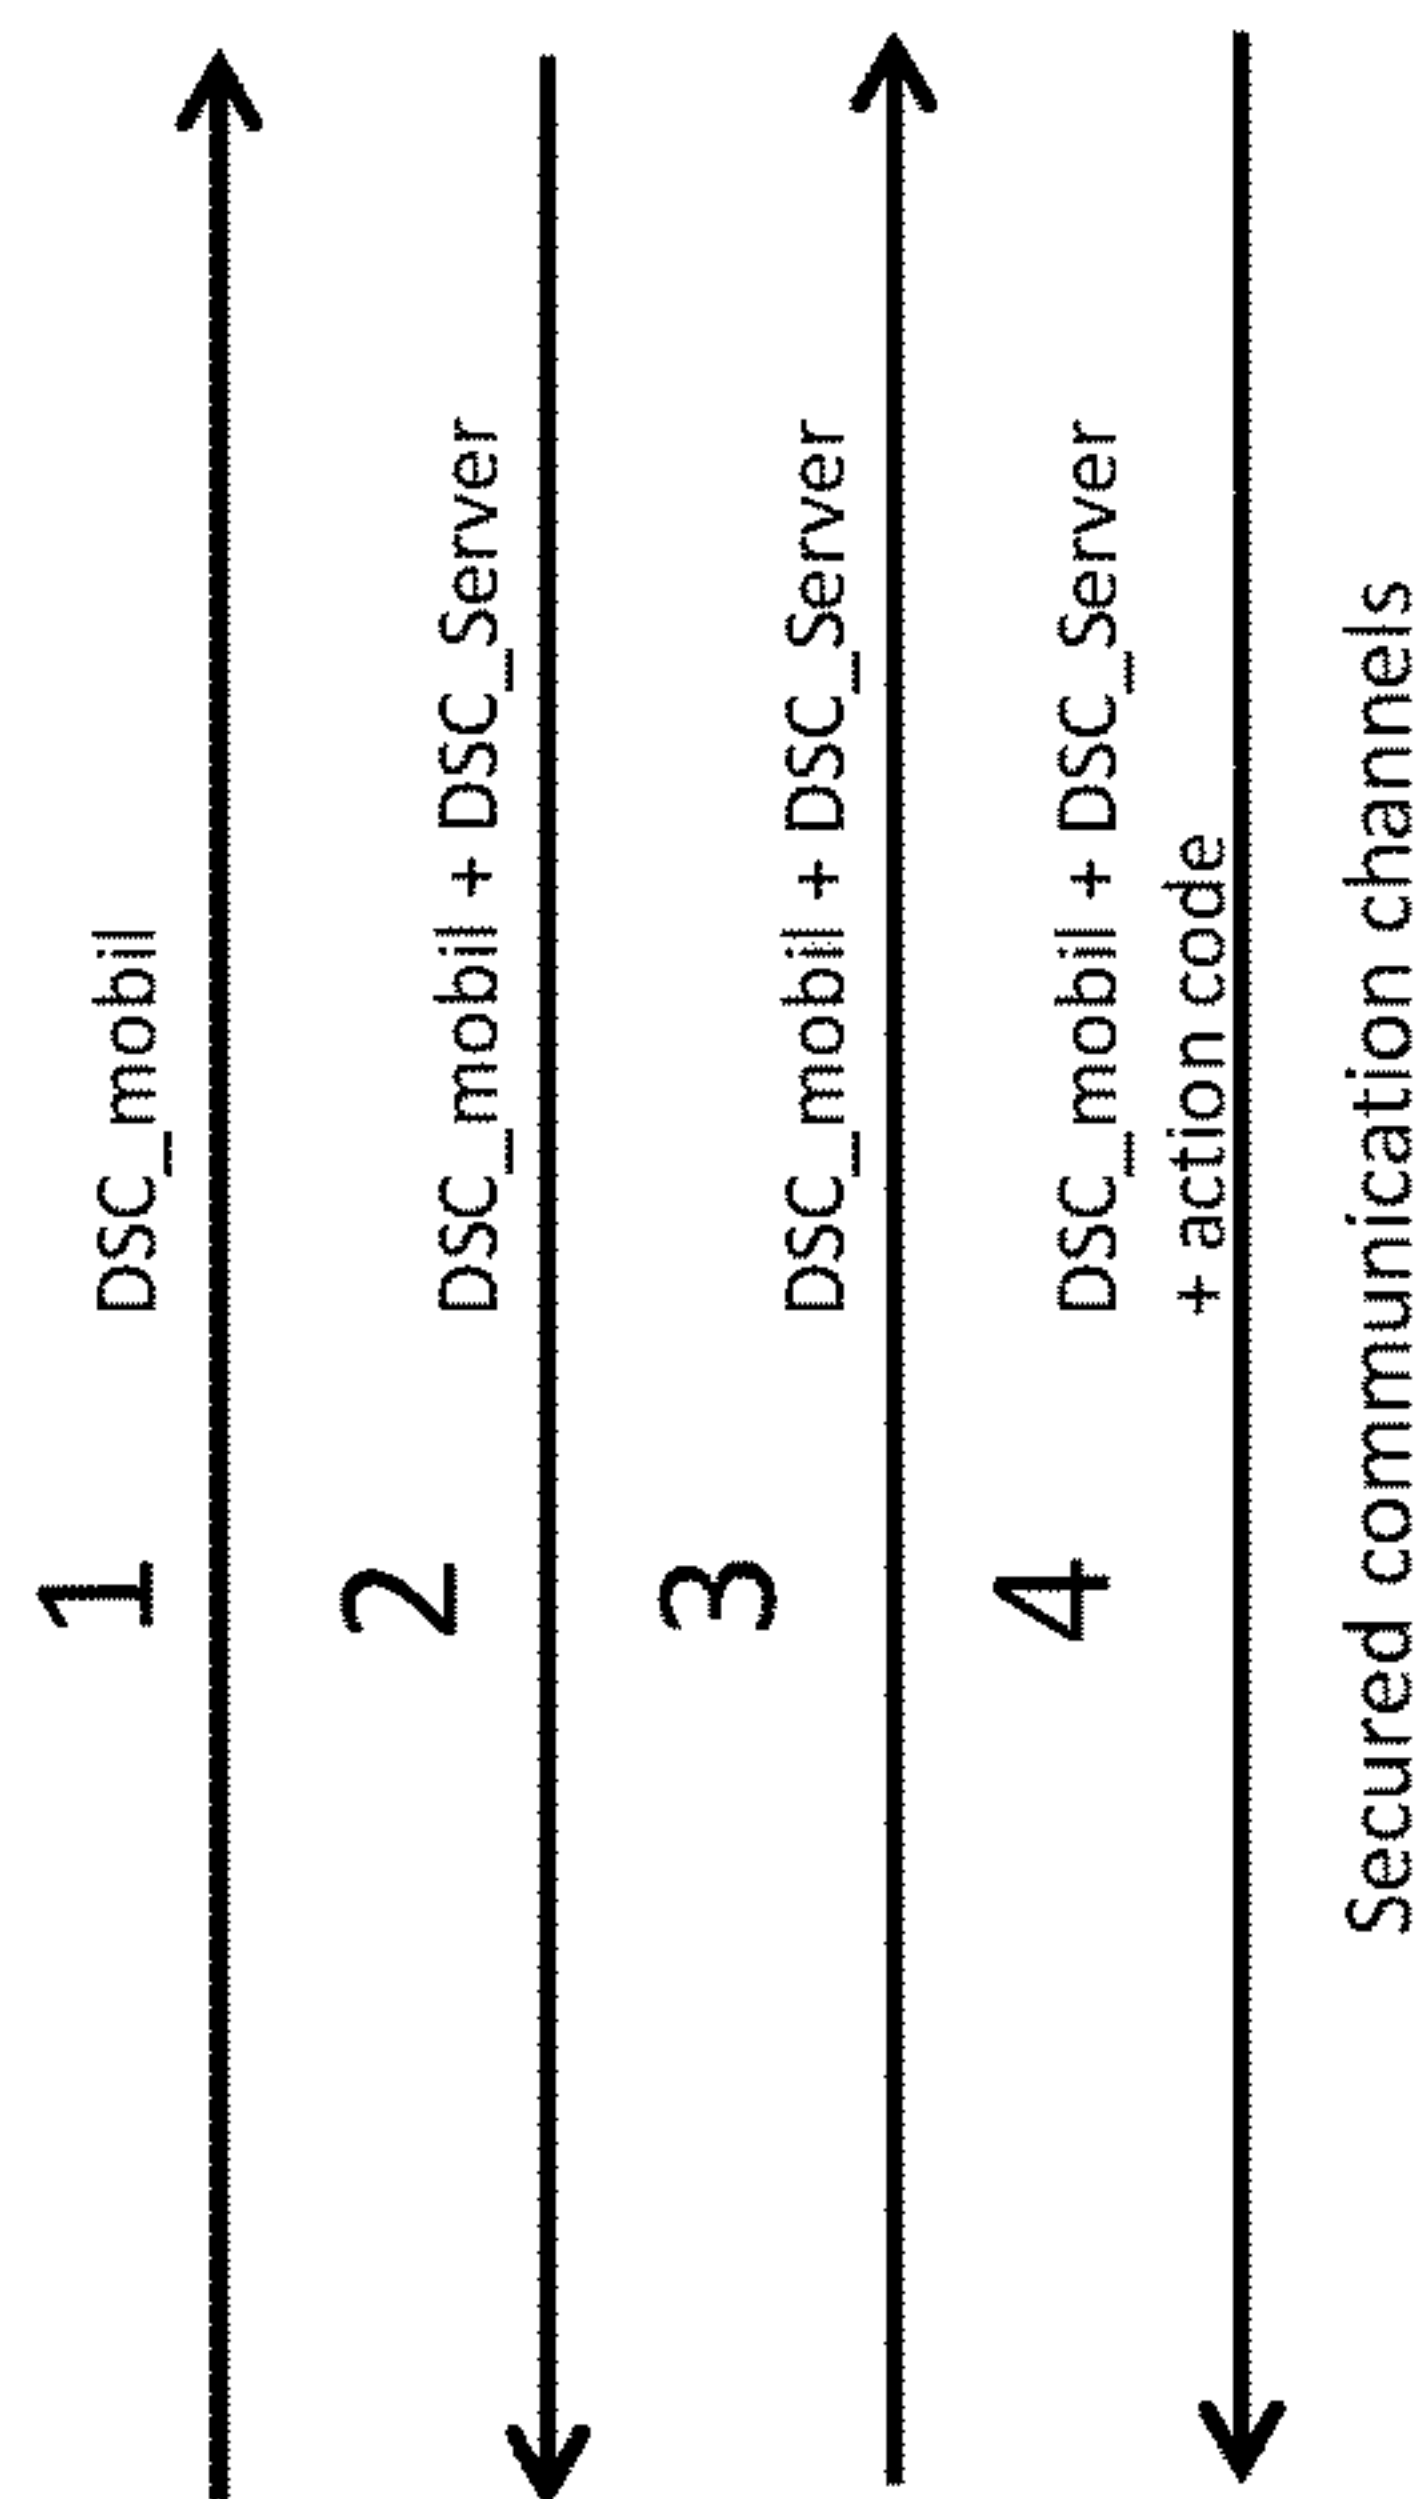 1
DSC_mobil
2
DSC_mobil + DSC_Server
3
DSC_mobil + DSC_Server
4
DSC_mobil + DSC_Server
+ action code
Secured communication channels